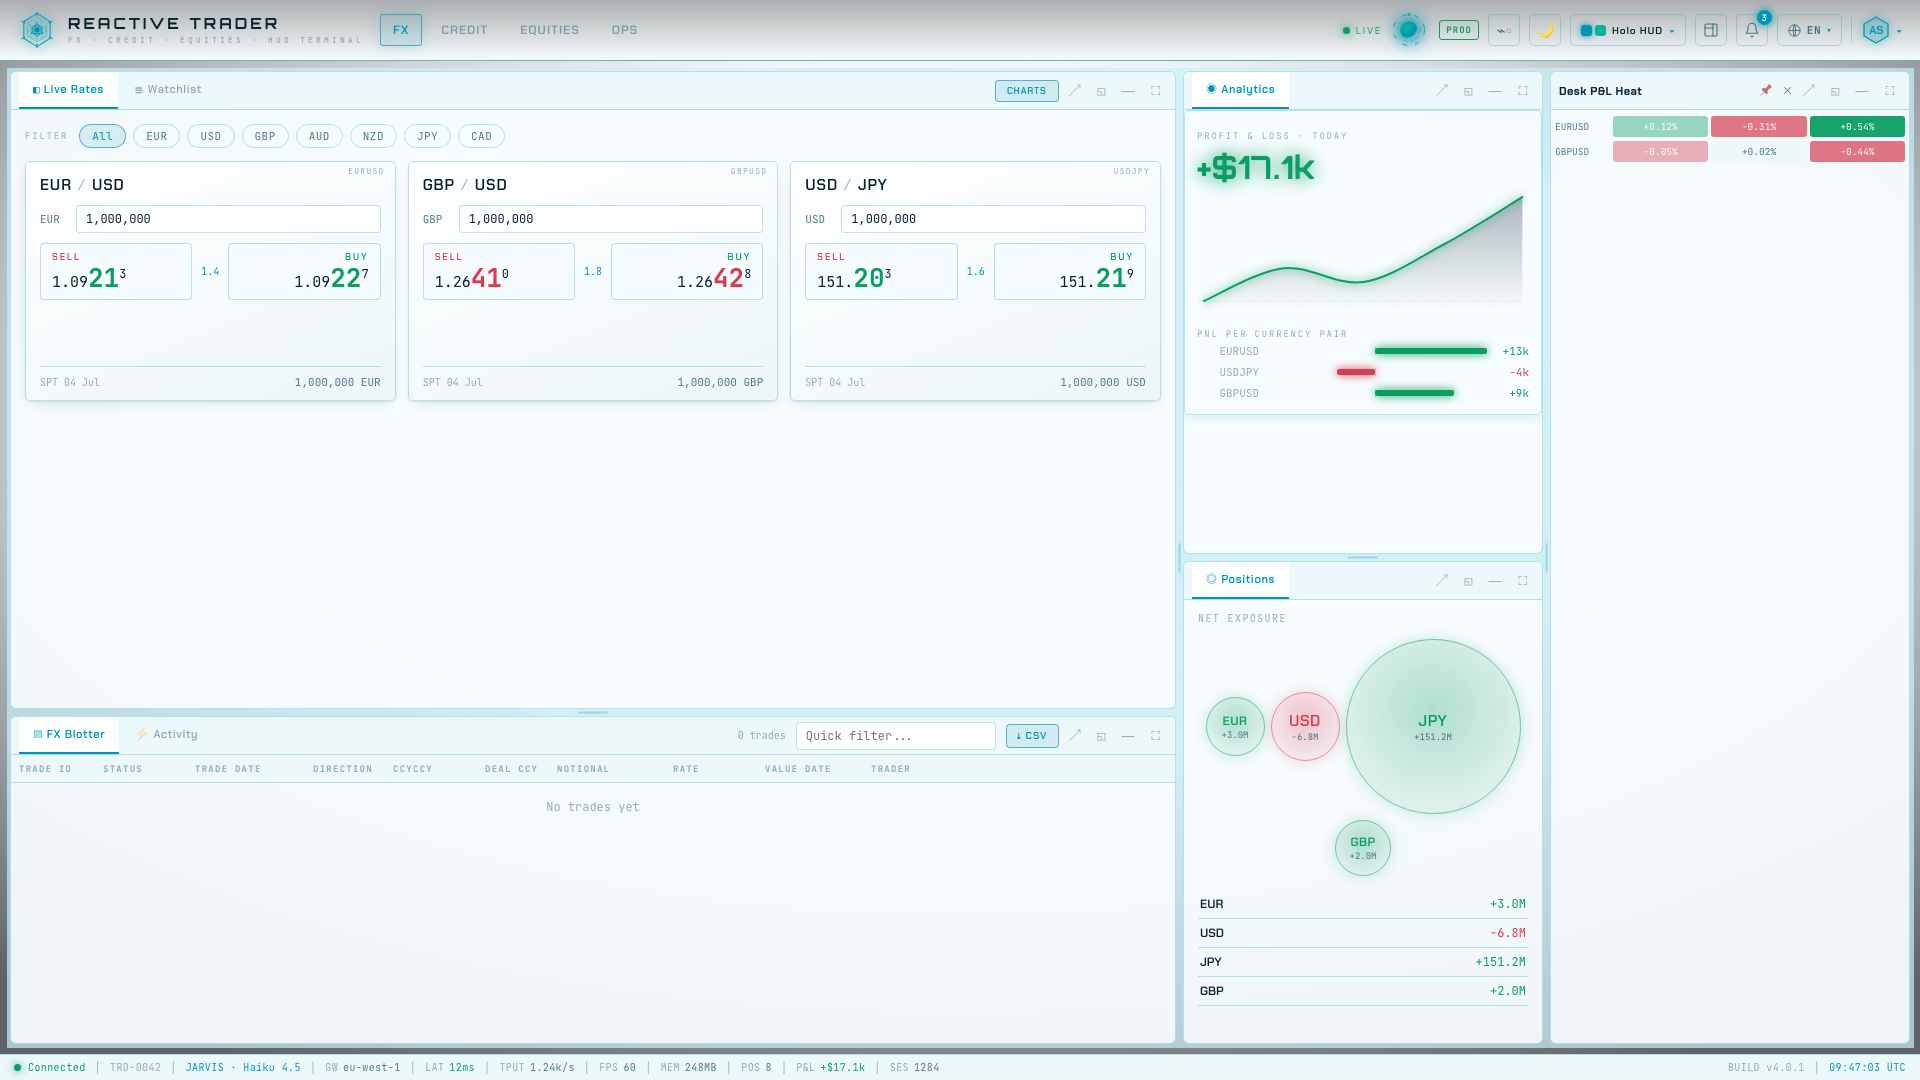 REACTIVE TRADER
FX · CREDIT · EQUITIES · HUD TERMINAL
FX CREDIT EQUITIES OPS
LIVE
PROD
Holo HUD
3
EN
AS
Live Rates
Watchlist
CHARTS
FILTER All EUR USD GBP AUD NZD JPY CAD
EURUSD
EUR / USD
EUR 1,000,000
SELL
1.09213
1.4
BUY
1.09227
SPT 04 Jul 1,000,000 EUR
GBPUSD
GBP / USD
GBP 1,000,000
SELL
1.26410
1.8
BUY
1.26428
SPT 04 Jul 1,000,000 GBP
USDJPY
USD / JPY
USD 1,000,000
SELL
151.203
1.6
BUY
151.219
SPT 04 Jul 1,000,000 USD
Analytics
PROFIT & LOSS · TODAY
+$17.1k
PNL PER CURRENCY PAIR
EURUSD +13k
USDJPY -4k
GBPUSD +9k
Desk P&L Heat
EURUSD +0.12% -0.31% +0.54%
GBPUSD -0.05% +0.02% -0.44%
Positions
NET EXPOSURE
EUR
+3.0M
USD
-6.8M
JPY
+151.2M
GBP
+2.0M
EUR +3.0M
USD -6.8M
JPY +151.2M
GBP +2.0M
FX Blotter
Activity
0 trades
Quick filter...
↓ CSV
TRADE ID STATUS TRADE DATE DIRECTION CCYCCY DEAL CCY NOTIONAL RATE VALUE DATE TRADER
No trades yet
Connected TRD-0042 JARVIS · Haiku 4.5 GW eu-west-1 LAT 12ms TPUT 1.24k/s FPS 60 MEM 248MB POS 8 P&L +$17.1k SES 1284
BUILD v4.0.1 09:47:03 UTC